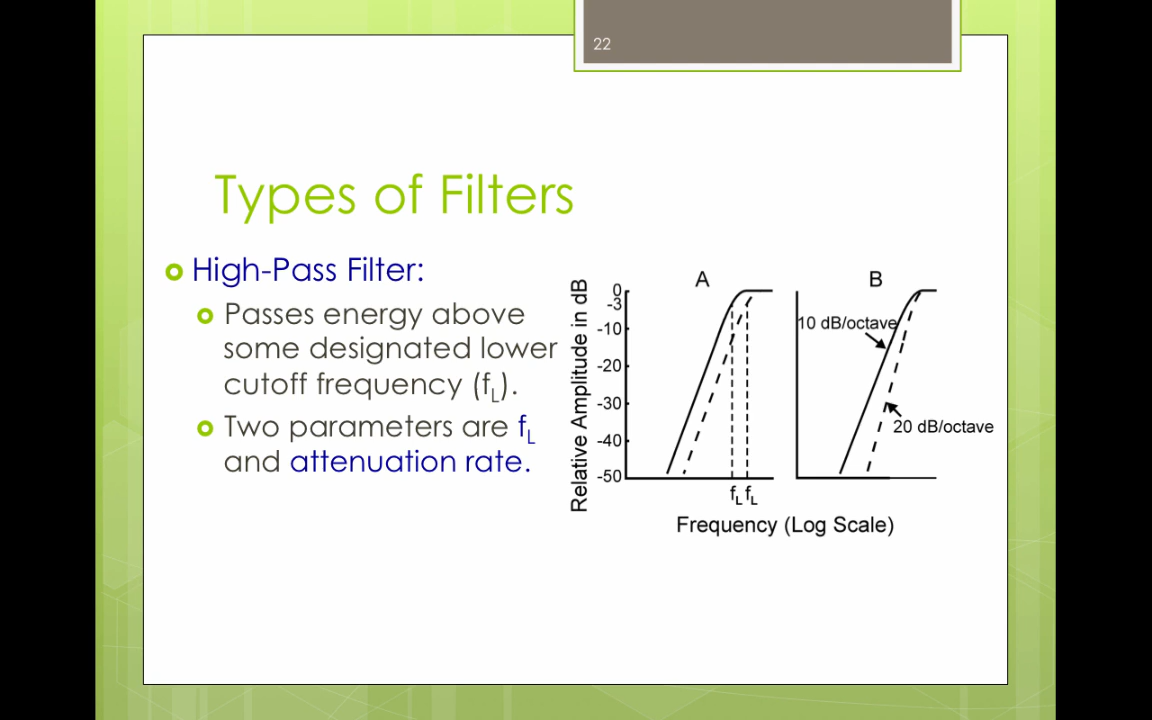 22
Types of Filters
High-Pass Filter:
Passes energy above
some designated lower
cutoff frequency (fL).
Two parameters are fL
and attenuation rate.
A
B
Relative Amplitude in dB
0
-3
-10
-20
-30
-40
-50
10 dB/octave
20 dB/octave
fL fL
Frequency (Log Scale)